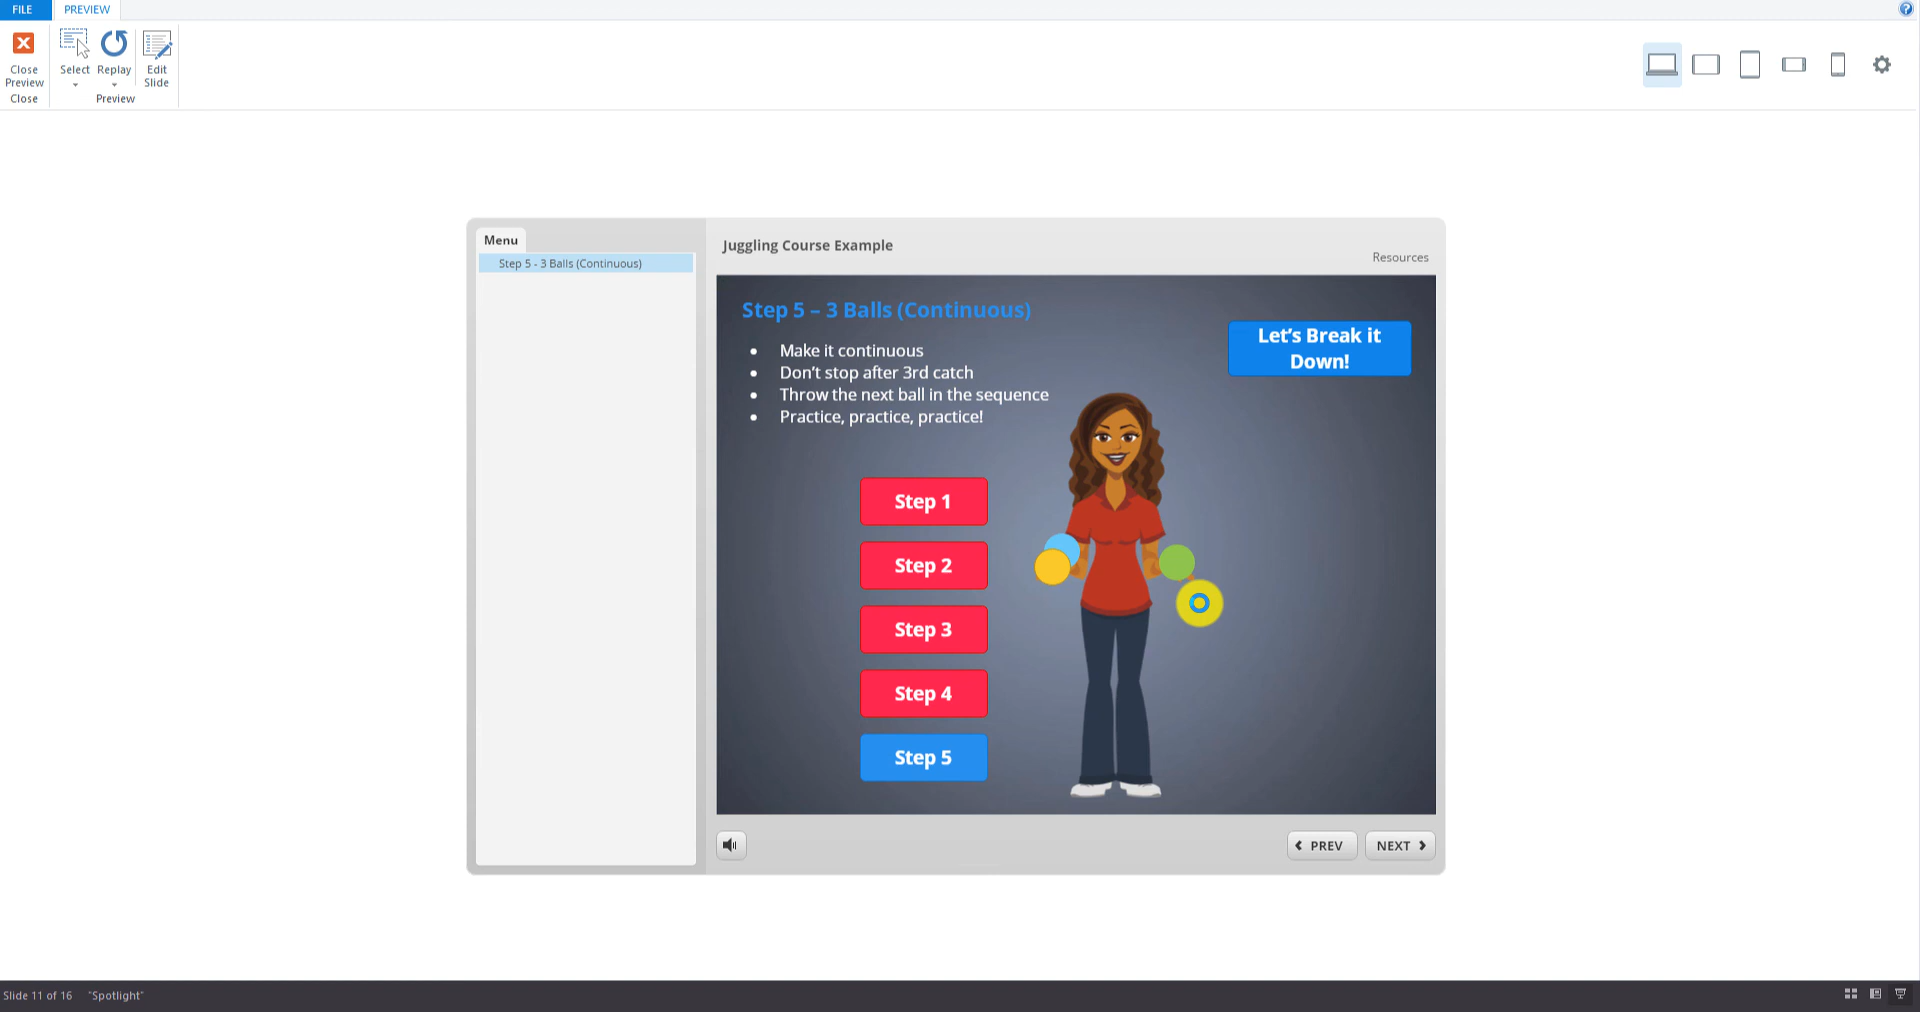 FILE
PREVIEW
?
Close
Preview
Close
Select
Replay
Edit
Slide
Preview
Menu
Step 5 - 3 Balls (Continuous)
Juggling Course Example
Resources
Step 5 – 3 Balls (Continuous)
• Make it continuous
• Don't stop after 3rd catch
• Throw the next ball in the sequence
• Practice, practice, practice!
Let's Break it
Down!
Step 1
Step 2
Step 3
Step 4
Step 5
PREV
NEXT
Slide 11 of 16 "Spotlight"